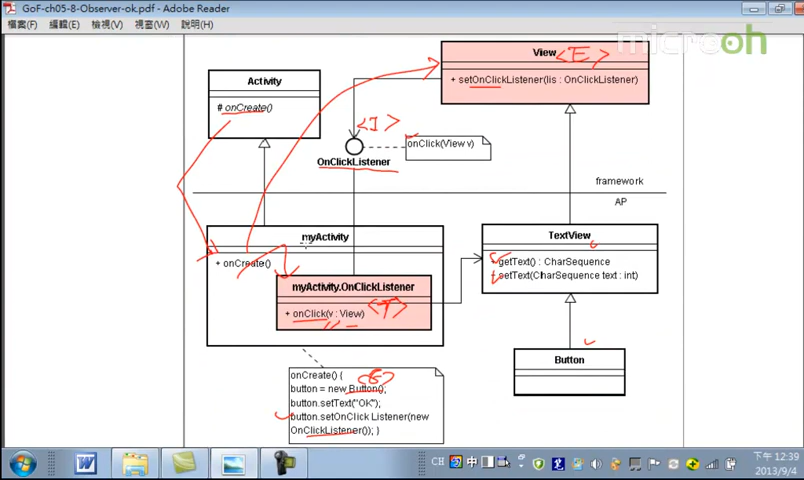 GoF-ch05-8-Observer-ok.pdf - Adobe Reader
檔案(F) 編輯(E) 檢視(V) 視窗(W) 說明(H)
microoh
View <E>
+ setOnClickListener(lis : OnClickListener)
Activity
# onCreate()
<I>
onClick(View v)
OnClickListener
framework
AP
myActivity
+ onCreate()
myActivity.OnClickListener
+ onClick(v : View) <T>
TextView
+ getText() : CharSequence
+ setText(CharSequence text : int)
Button
onCreate() {
button = new Button();
button.setText("OK");
button.setOnClick Listener(new
OnClickListener()); }
CH 中
下午 12:39
2013/9/4